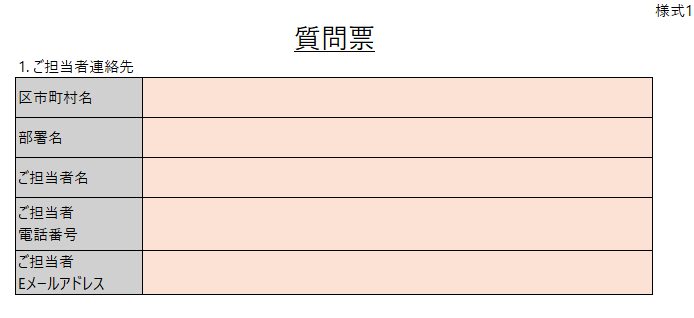 様式1
質問票
1.ご担当者連絡先
区市町村名
部署名
ご担当者名
ご担当者
電話番号
ご担当者
Eメールアドレス